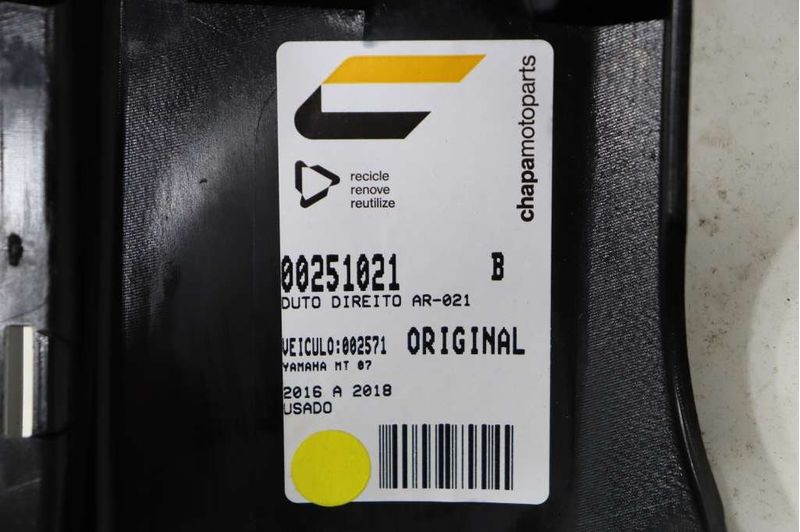 chapamotoparts
recicle
renove
reutilize
00251021 B
DUTO DIREITO AR-021
VEICULO:002571 ORIGINAL
YAMAHA MT 07
2016 A 2018
USADO